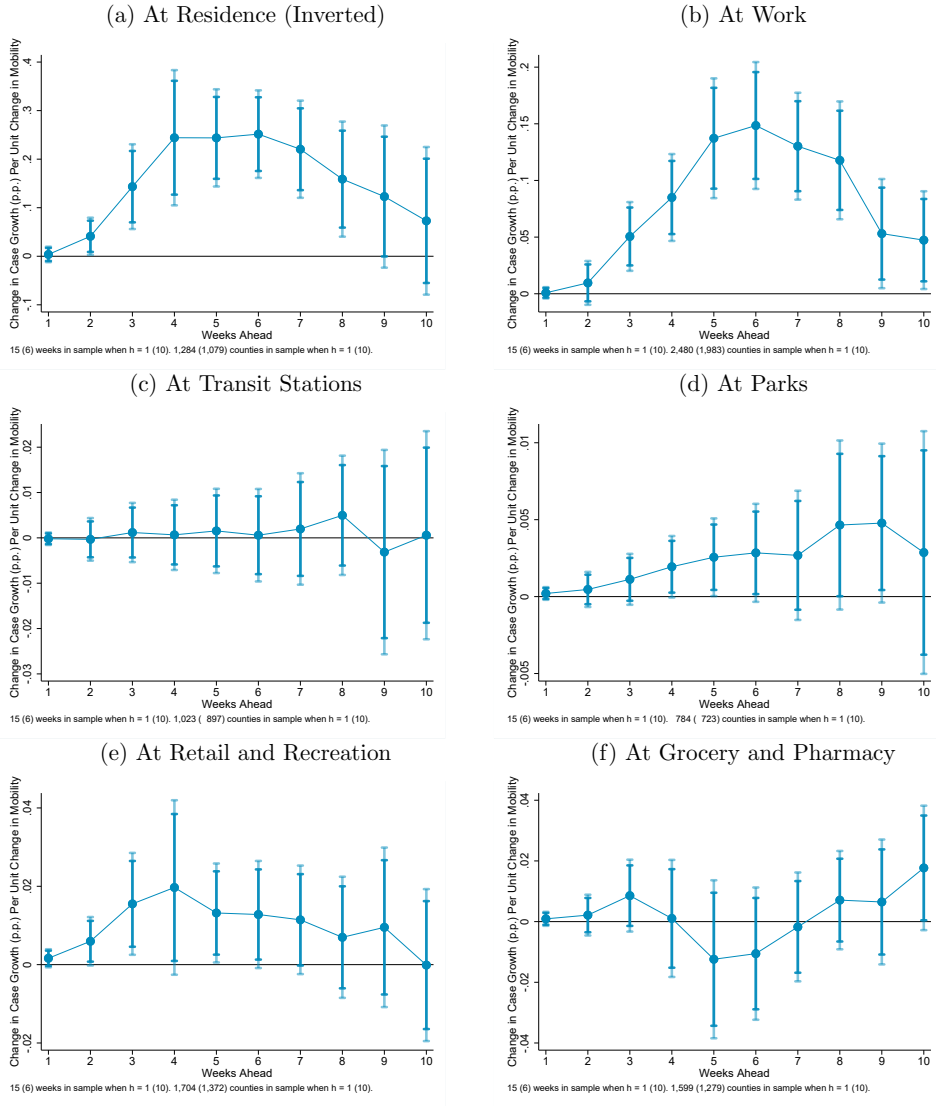 (a) At Residence (Inverted)
Change in Case Growth (p.p.) Per Unit Change in Mobility
.4
.3
.2
.1
0
-.1
1 2 3 4 5 6 7 8 9 10
Weeks Ahead
15 (6) weeks in sample when h = 1 (10). 1,284 (1,079) counties in sample when h = 1 (10).
(b) At Work
Change in Case Growth (p.p.) Per Unit Change in Mobility
.2
.15
.1
.05
0
1 2 3 4 5 6 7 8 9 10
Weeks Ahead
15 (6) weeks in sample when h = 1 (10). 2,480 (1,983) counties in sample when h = 1 (10).
(c) At Transit Stations
Change in Case Growth (p.p.) Per Unit Change in Mobility
.02
.01
0
-.01
-.02
-.03
1 2 3 4 5 6 7 8 9 10
Weeks Ahead
15 (6) weeks in sample when h = 1 (10). 1,023 ( 897) counties in sample when h = 1 (10).
(d) At Parks
Change in Case Growth (p.p.) Per Unit Change in Mobility
.01
.005
0
-.005
1 2 3 4 5 6 7 8 9 10
Weeks Ahead
15 (6) weeks in sample when h = 1 (10). 784 ( 723) counties in sample when h = 1 (10).
(e) At Retail and Recreation
Change in Case Growth (p.p.) Per Unit Change in Mobility
.04
.02
0
-.02
1 2 3 4 5 6 7 8 9 10
Weeks Ahead
15 (6) weeks in sample when h = 1 (10). 1,704 (1,372) counties in sample when h = 1 (10).
(f) At Grocery and Pharmacy
Change in Case Growth (p.p.) Per Unit Change in Mobility
.04
.02
0
-.02
-.04
1 2 3 4 5 6 7 8 9 10
Weeks Ahead
15 (6) weeks in sample when h = 1 (10). 1,599 (1,279) counties in sample when h = 1 (10).